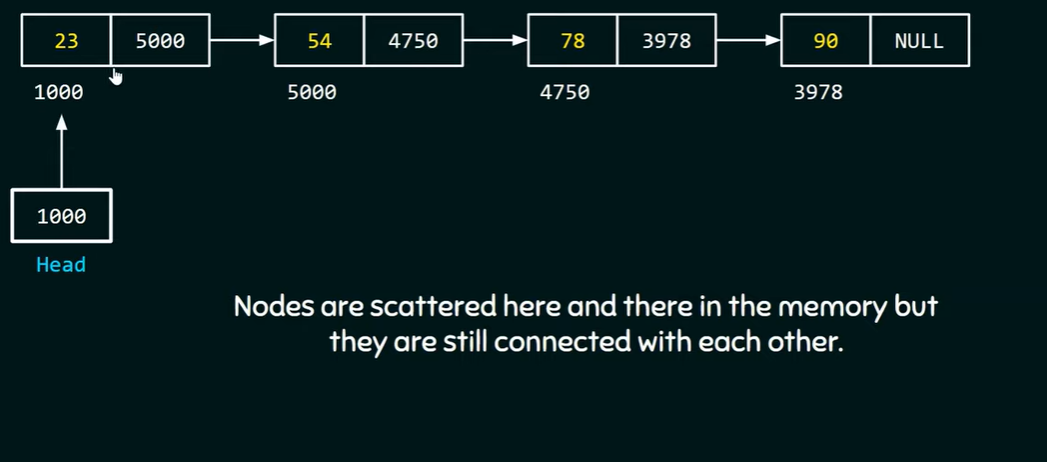 23 5000 54 4750 78 3978 90 NULL
1000 5000 4750 3978
1000
Head
Nodes are scattered here and there in the memory but
they are still connected with each other.